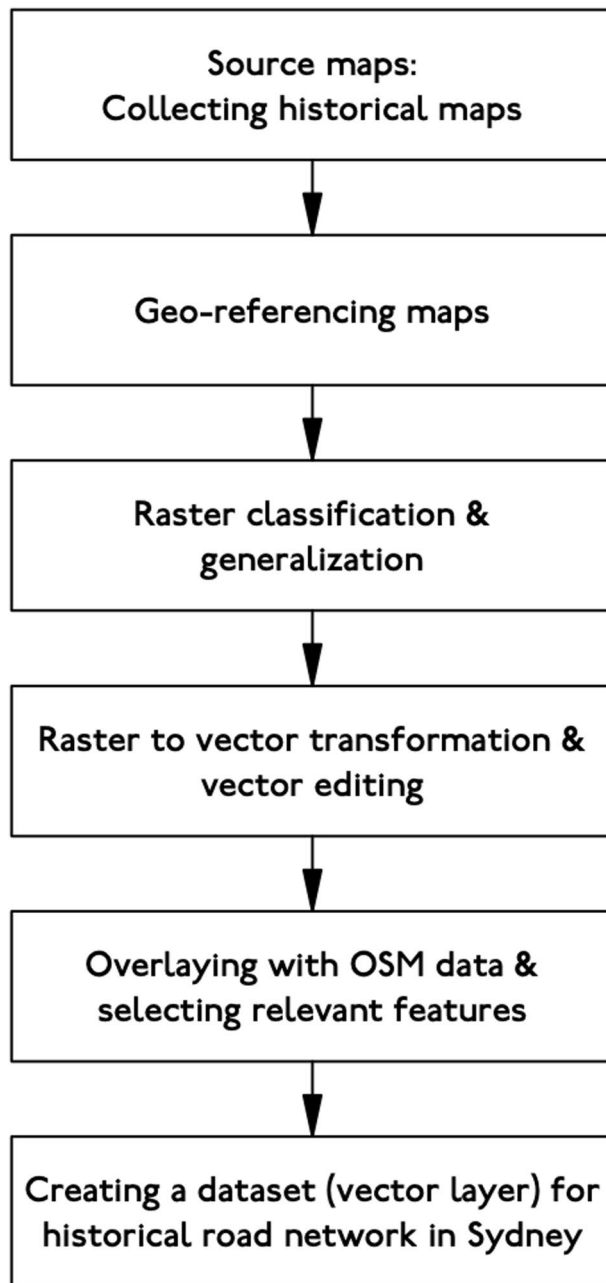 Source maps:
Collecting historical maps
Geo-referencing maps
Raster classification &
generalization
Raster to vector transformation &
vector editing
Overlaying with OSM data &
selecting relevant features
Creating a dataset (vector layer) for
historical road network in Sydney